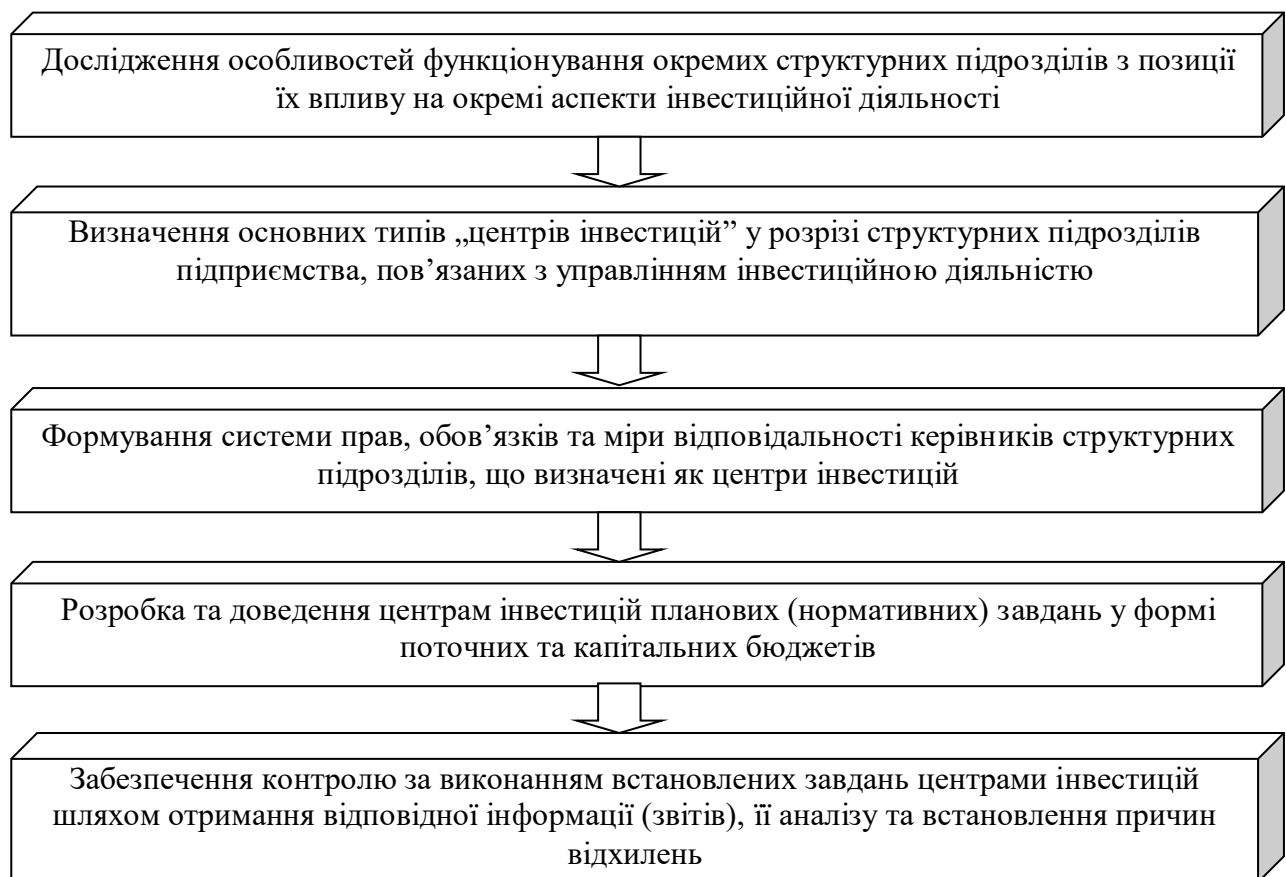 Дослідження особливостей функціонування окремих структурних підрозділів з позиції
їх впливу на окремі аспекти інвестиційної діяльності
Визначення основних типів „центрів інвестицій” у розрізі структурних підрозділів
підприємства, пов’язаних з управлінням інвестиційною діяльністю
Формування системи прав, обов’язків та міри відповідальності керівників структурних
підрозділів, що визначені як центри інвестицій
Розробка та доведення центрам інвестицій планових (нормативних) завдань у формі
поточних та капітальних бюджетів
Забезпечення контролю за виконанням встановлених завдань центрами інвестицій
шляхом отримання відповідної інформації (звітів), її аналізу та встановлення причин
відхилень